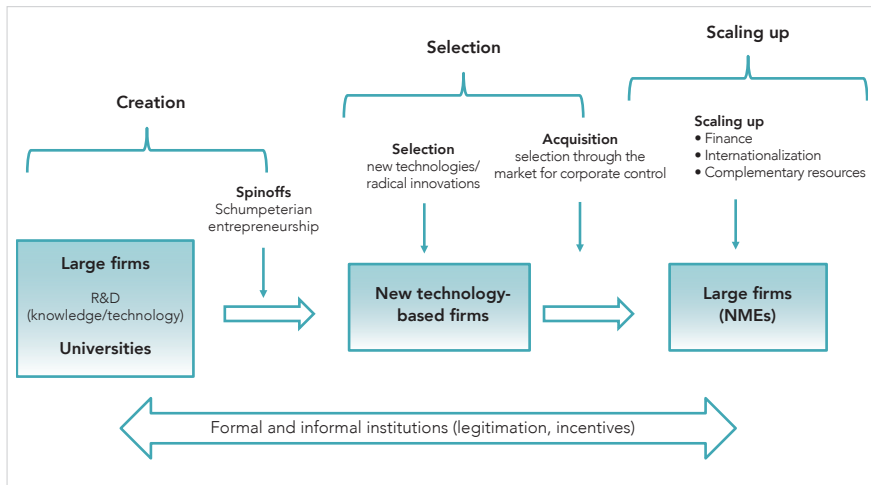 Creation
Selection
Scaling up
Spinoffs
Schumpeterian
entrepreneurship
Selection
new technologies/
radical innovations
Acquisition
selection through the
market for corporate control
Scaling up
• Finance
• Internationalization
• Complementary resources
Large firms
R&D
(knowledge/technology)
Universities
New technology-
based firms
Large firms
(NMEs)
Formal and informal institutions (legitimation, incentives)